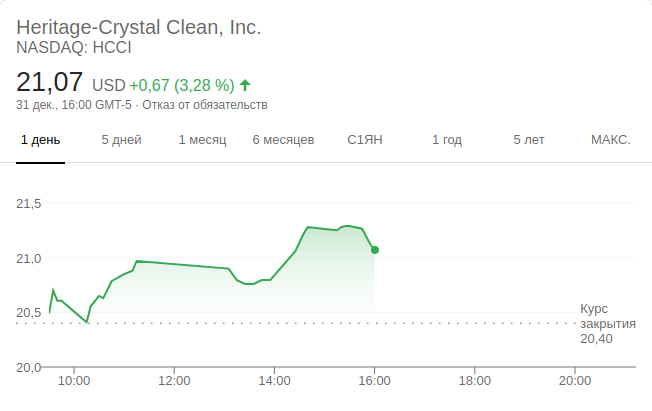 Heritage-Crystal Clean, Inc.
NASDAQ: HCCI
21,07 USD +0,67 (3,28 %)
31 дек., 16:00 GMT-5 · Отказ от обязательств
1 день 5 дней 1 месяц 6 месяцев С1ЯН 1 год 5 лет МАКС.
21,5
21,0
20,5
Курс
закрытия
20,40
20,0
10:00 12:00 14:00 16:00 18:00 20:00